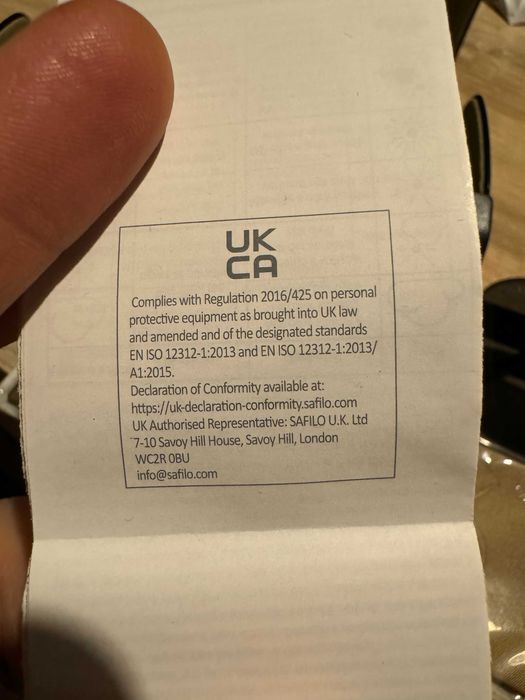 UK
CA
Complies with Regulation 2016/425 on personal
protective equipment as brought into UK law
and amended and of the designated standards
EN ISO 12312-1:2013 and EN ISO 12312-1:2013/
A1:2015.
Declaration of Conformity available at:
https://uk-declaration-conformity.safilo.com
UK Authorised Representative: SAFILO U.K. Ltd
7-10 Savoy Hill House, Savoy Hill, London
WC2R 0BU
info@safilo.com